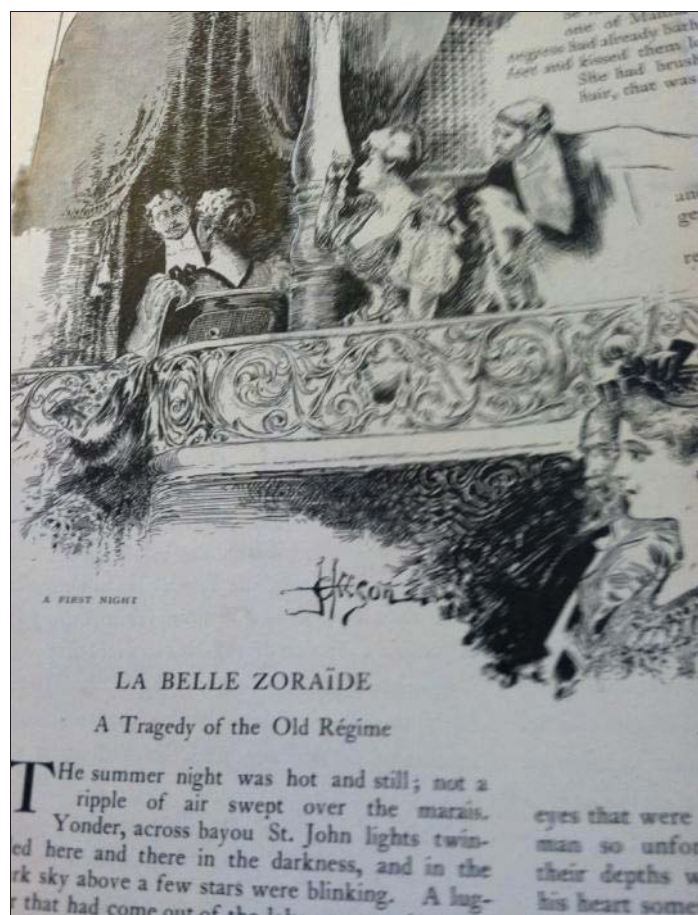 one of
negress had already bath
feet and kissed them
She had brush
hair, that was
A FIRST NIGHT
LA BELLE ZORAÏDE
A Tragedy of the Old Régime
THe summer night was hot and still; not a
ripple of air swept over the marais.
Yonder, across bayou St. John lights twin-
ed here and there in the darkness, and in the
rk sky above a few stars were blinking. A lug-
r that had come out of the
eyes that were
man so unfor
their depths w
his heart some